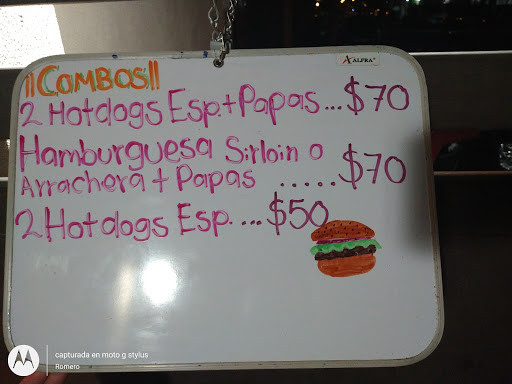 ALFRA
¡¡COMBOS!!
2 Hotdogs Esp.+Papas...$70
Hamburguesa Sirloin o
Arrachera + Papas .....$70
2 Hotdogs Esp....$50
capturada en moto g stylus
Romero